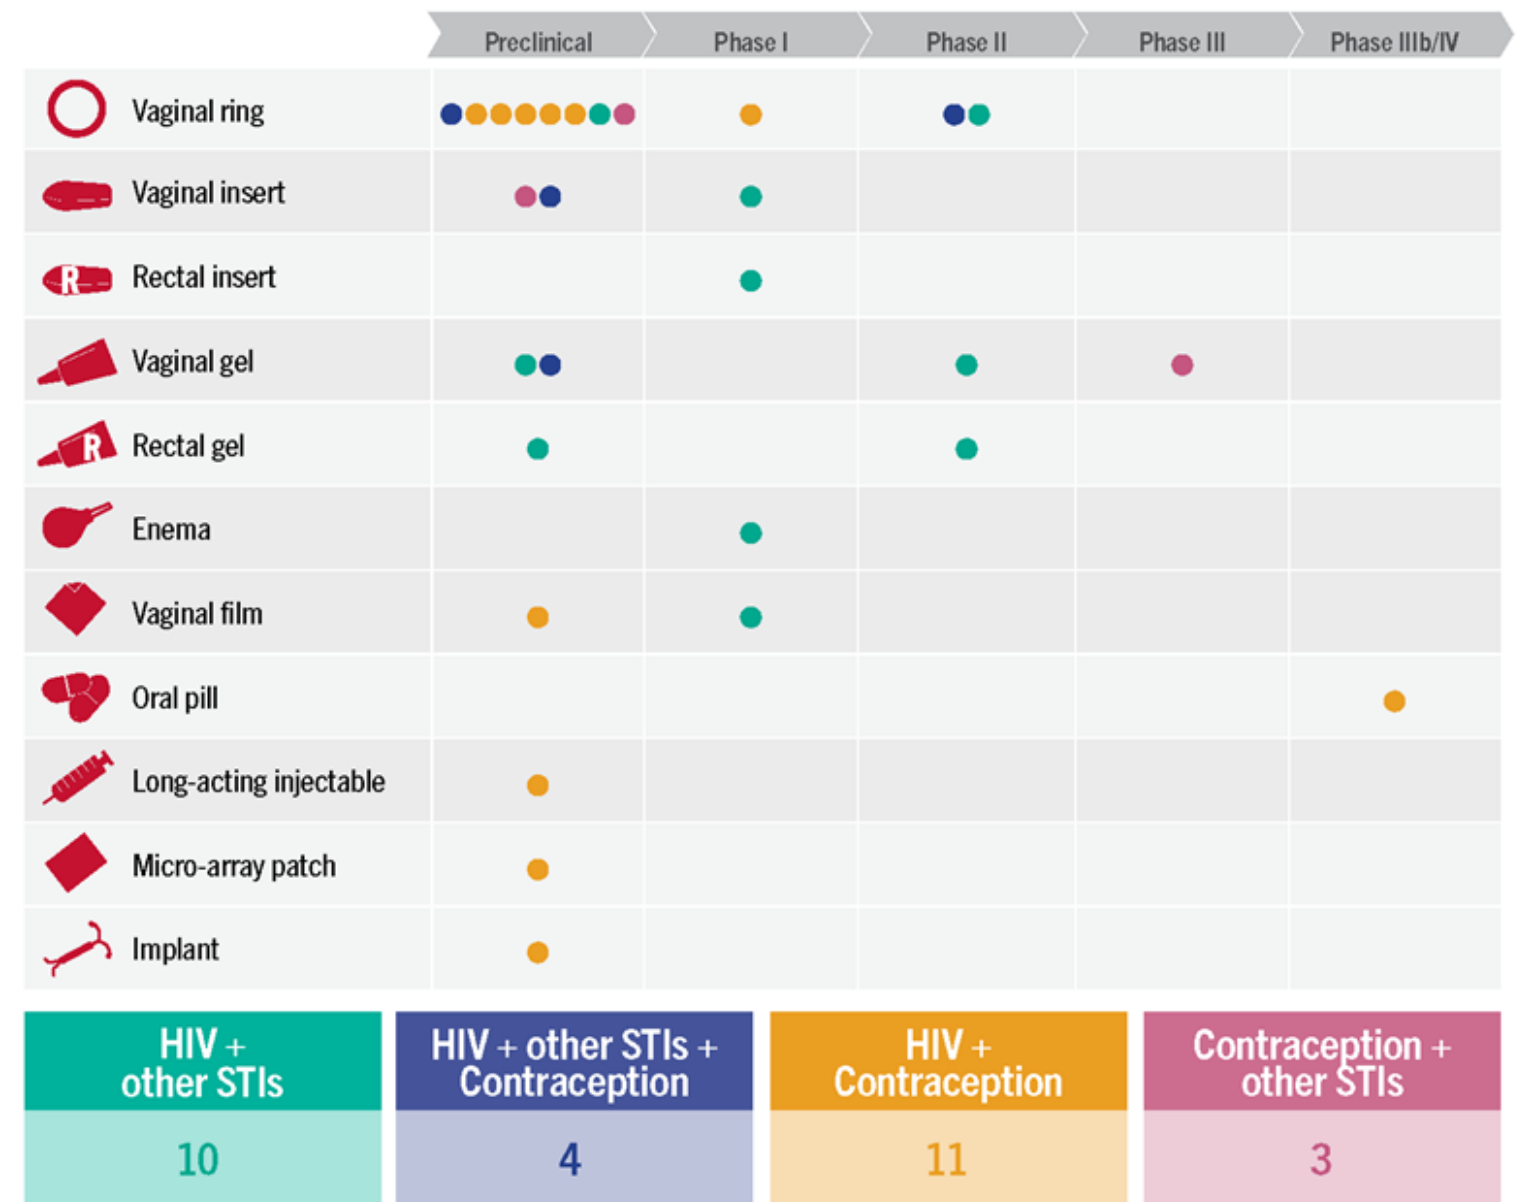 Preclinical Phase I Phase II Phase III Phase IIIb/IV
Vaginal ring
Vaginal insert
R Rectal insert
Vaginal gel
R Rectal gel
Enema
Vaginal film
Oral pill
Long-acting injectable
Micro-array patch
Implant
HIV +
other STIs
10
HIV + other STIs +
Contraception
4
HIV +
Contraception
11
Contraception +
other STIs
3